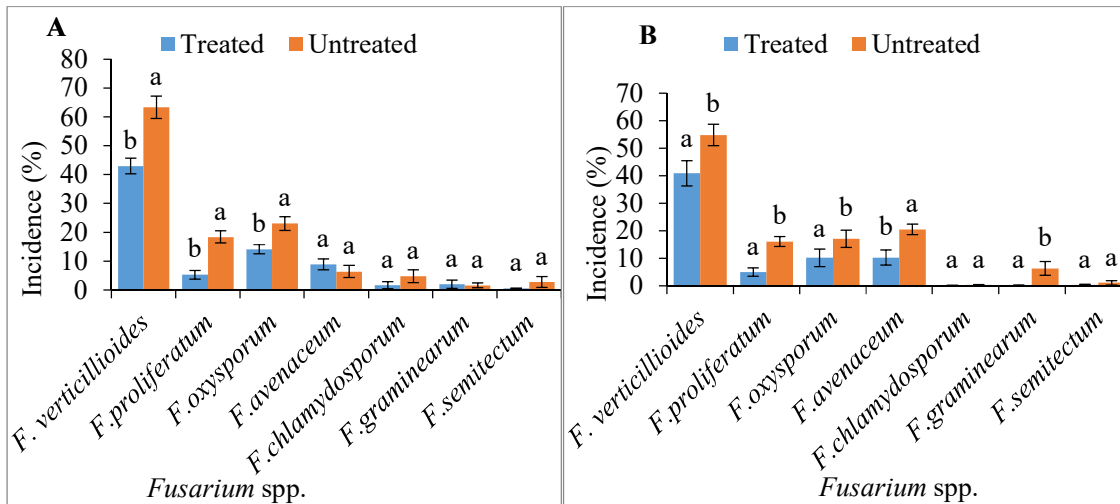 A
Treated Untreated
Incidence (%)
80
70
60
50
40
30
20
10
0
b a b a b a a a a a a a a a
F. verticillioides
F.proliferatum
F.oxysporum
F.avenaceum
F.chlamydosporum
F.graminearum
F.semitectum
Fusarium spp.
B
Treated Untreated
Incidence (%)
70
60
50
40
30
20
10
0
a b a b a b a a a a a b a a
F. verticillioides
F.proliferatum
F.oxysporum
F.avenaceum
F.chlamydosporum
F.graminearum
F.semitectum
Fusarium spp.